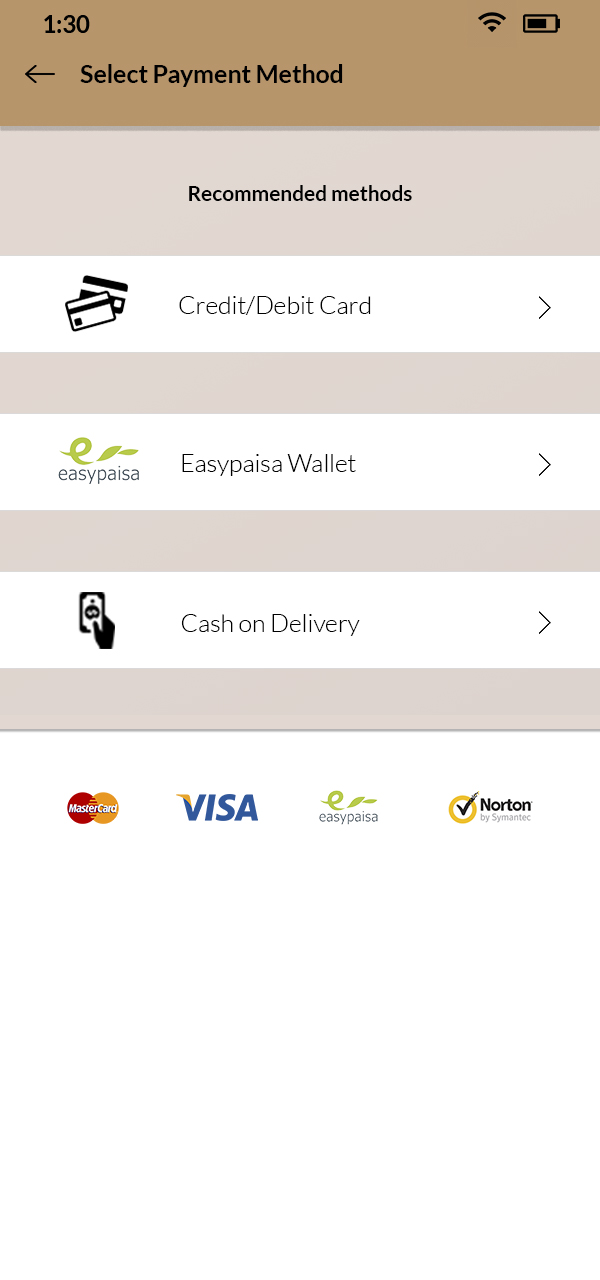 1:30
Select Payment Method
Recommended methods
Credit/Debit Card
easypaisa
Easypaisa Wallet
Cash on Delivery
MasterCard VISA easypaisa Norton
by Symantec